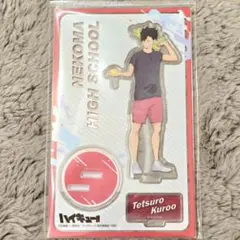 NEKOMA
HIGH SCHOOL
Tetsuro
Kuroo
ハイキュー!!